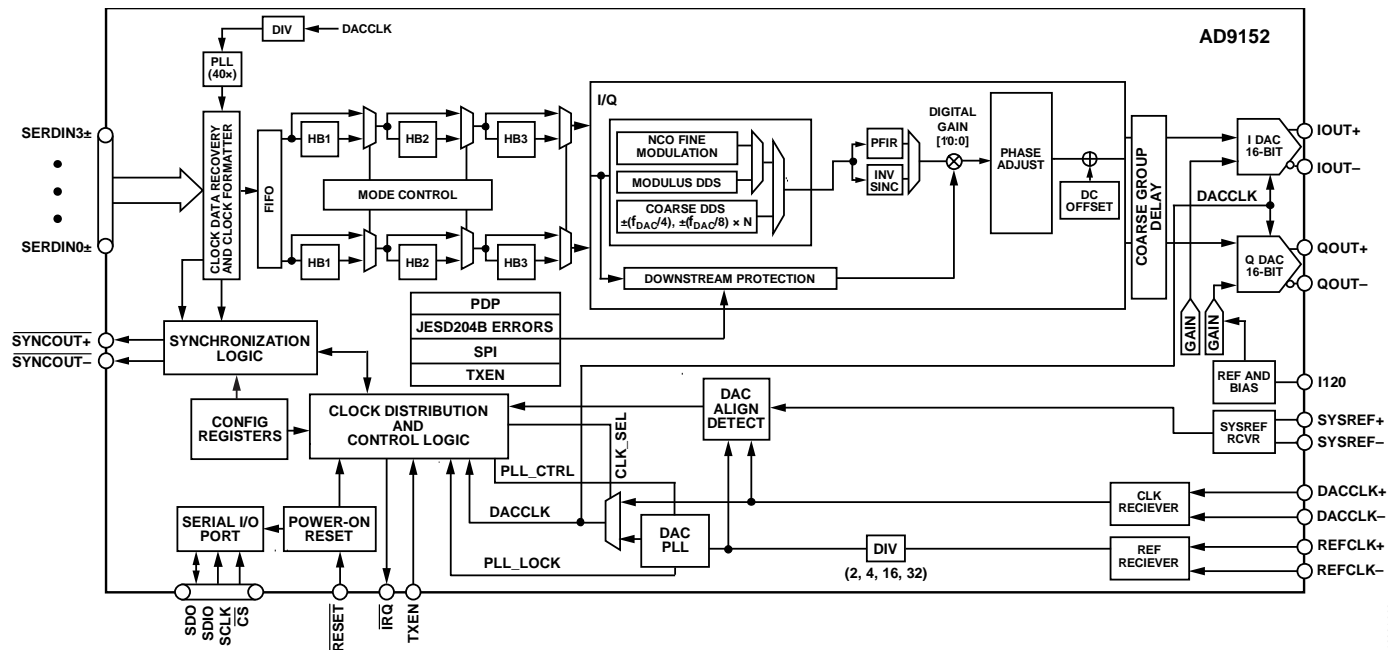 DIV
DACCLK
AD9152
PLL
(40×)
SERDIN3±
SERDIN0±
CLOCK DATA RECOVERY
AND CLOCK FORMATTER
FIFO
HB1
HB2
HB3
MODE CONTROL
HB1
HB2
HB3
I/Q
NCO FINE
MODULATION
MODULUS DDS
COARSE DDS
±(fDAC/4), ±(fDAC/8) × N
PFIR
INV
SINC
DIGITAL
GAIN
[10:0]
PHASE
ADJUST
DC
OFFSET
COARSE GROUP
DELAY
DACCLK
I DAC
16-BIT
Q DAC
16-BIT
IOUT+
IOUT–
QOUT+
QOUT–
DOWNSTREAM PROTECTION
PDP
JESD204B ERRORS
SPI
TXEN
GAIN
GAIN
REF AND
BIAS
I120
SYNCOUT+
SYNCOUT–
SYNCHRONIZATION
LOGIC
CONFIG
REGISTERS
CLOCK DISTRIBUTION
AND
CONTROL LOGIC
DAC
ALIGN
DETECT
SYSREF
RCVR
SYSREF+
SYSREF–
CLK_SEL
PLL_CTRL
DACCLK
PLL_LOCK
DAC
PLL
DIV
(2, 4, 16, 32)
CLK
RECIEVER
REF
RECIEVER
DACCLK+
DACCLK–
REFCLK+
REFCLK–
SERIAL I/O
PORT
POWER-ON
RESET
SDO
SDIO
SCLK
CS
RESET
IRQ
TXEN